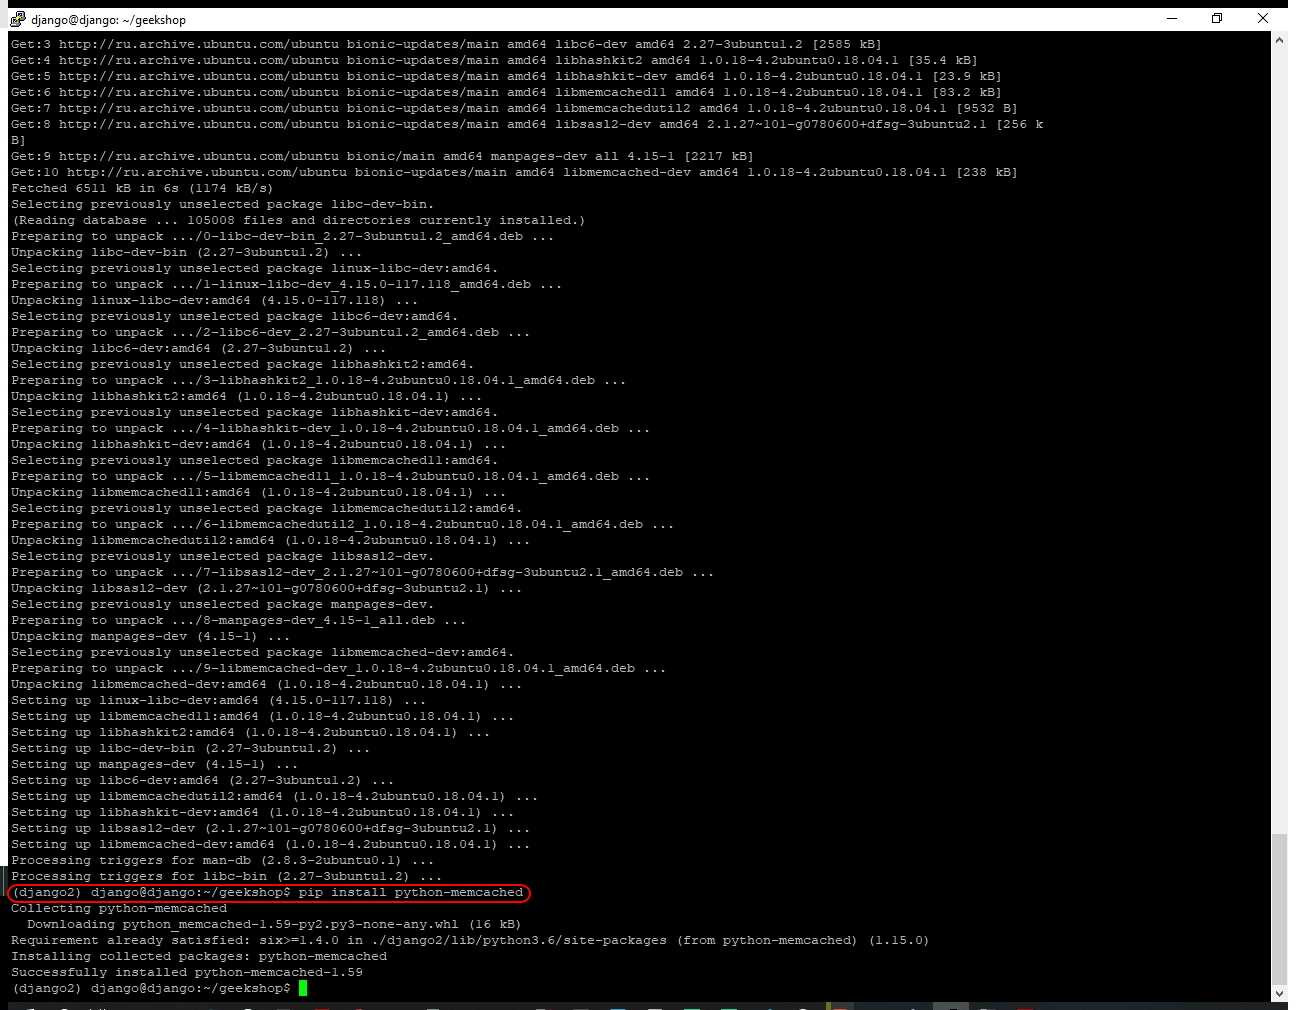 django@django: ~/geekshop
Get:3 http://ru.archive.ubuntu.com/ubuntu bionic-updates/main amd64 libc6-dev amd64 2.27-3ubuntu1.2 [2585 kB]
Get:4 http://ru.archive.ubuntu.com/ubuntu bionic-updates/main amd64 libhashkit2 amd64 1.0.18-4.2ubuntu0.18.04.1 [35.4 kB]
Get:5 http://ru.archive.ubuntu.com/ubuntu bionic-updates/main amd64 libhashkit-dev amd64 1.0.18-4.2ubuntu0.18.04.1 [23.9 kB]
Get:6 http://ru.archive.ubuntu.com/ubuntu bionic-updates/main amd64 libmemcached11 amd64 1.0.18-4.2ubuntu0.18.04.1 [83.2 kB]
Get:7 http://ru.archive.ubuntu.com/ubuntu bionic-updates/main amd64 libmemcachedutil2 amd64 1.0.18-4.2ubuntu0.18.04.1 [9532 B]
Get:8 http://ru.archive.ubuntu.com/ubuntu bionic-updates/main amd64 libsasl2-dev amd64 2.1.27~101-g0780600+dfsg-3ubuntu2.1 [256 k
B]
Get:9 http://ru.archive.ubuntu.com/ubuntu bionic/main amd64 manpages-dev all 4.15-1 [2217 kB]
Get:10 http://ru.archive.ubuntu.com/ubuntu bionic-updates/main amd64 libmemcached-dev amd64 1.0.18-4.2ubuntu0.18.04.1 [238 kB]
Fetched 6511 kB in 6s (1174 kB/s)
Selecting previously unselected package libc-dev-bin.
(Reading database ... 105008 files and directories currently installed.)
Preparing to unpack .../0-libc-dev-bin_2.27-3ubuntu1.2_amd64.deb ...
Unpacking libc-dev-bin (2.27-3ubuntu1.2) ...
Selecting previously unselected package linux-libc-dev:amd64.
Preparing to unpack .../1-linux-libc-dev_4.15.0-117.118_amd64.deb ...
Unpacking linux-libc-dev:amd64 (4.15.0-117.118) ...
Selecting previously unselected package libc6-dev:amd64.
Preparing to unpack .../2-libc6-dev_2.27-3ubuntu1.2_amd64.deb ...
Unpacking libc6-dev:amd64 (2.27-3ubuntu1.2) ...
Selecting previously unselected package libhashkit2:amd64.
Preparing to unpack .../3-libhashkit2_1.0.18-4.2ubuntu0.18.04.1_amd64.deb ...
Unpacking libhashkit2:amd64 (1.0.18-4.2ubuntu0.18.04.1) ...
Selecting previously unselected package libhashkit-dev:amd64.
Preparing to unpack .../4-libhashkit-dev_1.0.18-4.2ubuntu0.18.04.1_amd64.deb ...
Unpacking libhashkit-dev:amd64 (1.0.18-4.2ubuntu0.18.04.1) ...
Selecting previously unselected package libmemcached11:amd64.
Preparing to unpack .../5-libmemcached11_1.0.18-4.2ubuntu0.18.04.1_amd64.deb ...
Unpacking libmemcached11:amd64 (1.0.18-4.2ubuntu0.18.04.1) ...
Selecting previously unselected package libmemcachedutil2:amd64.
Preparing to unpack .../6-libmemcachedutil2_1.0.18-4.2ubuntu0.18.04.1_amd64.deb ...
Unpacking libmemcachedutil2:amd64 (1.0.18-4.2ubuntu0.18.04.1) ...
Selecting previously unselected package libsasl2-dev.
Preparing to unpack .../7-libsasl2-dev_2.1.27~101-g0780600+dfsg-3ubuntu2.1_amd64.deb ...
Unpacking libsasl2-dev (2.1.27~101-g0780600+dfsg-3ubuntu2.1) ...
Selecting previously unselected package manpages-dev.
Preparing to unpack .../8-manpages-dev_4.15-1_all.deb ...
Unpacking manpages-dev (4.15-1) ...
Selecting previously unselected package libmemcached-dev:amd64.
Preparing to unpack .../9-libmemcached-dev_1.0.18-4.2ubuntu0.18.04.1_amd64.deb ...
Unpacking libmemcached-dev:amd64 (1.0.18-4.2ubuntu0.18.04.1) ...
Setting up linux-libc-dev:amd64 (4.15.0-117.118) ...
Setting up libmemcached11:amd64 (1.0.18-4.2ubuntu0.18.04.1) ...
Setting up libhashkit2:amd64 (1.0.18-4.2ubuntu0.18.04.1) ...
Setting up libc-dev-bin (2.27-3ubuntu1.2) ...
Setting up manpages-dev (4.15-1) ...
Setting up libc6-dev:amd64 (2.27-3ubuntu1.2) ...
Setting up libmemcachedutil2:amd64 (1.0.18-4.2ubuntu0.18.04.1) ...
Setting up libhashkit-dev:amd64 (1.0.18-4.2ubuntu0.18.04.1) ...
Setting up libsasl2-dev (2.1.27~101-g0780600+dfsg-3ubuntu2.1) ...
Setting up libmemcached-dev:amd64 (1.0.18-4.2ubuntu0.18.04.1) ...
Processing triggers for man-db (2.8.3-2ubuntu0.1) ...
Processing triggers for libc-bin (2.27-3ubuntu1.2) ...
(django2) django@django:~/geekshop$ pip install python-memcached
Collecting python-memcached
Downloading python_memcached-1.59-py2.py3-none-any.whl (16 kB)
Requirement already satisfied: six>=1.4.0 in ./django2/lib/python3.6/site-packages (from python-memcached) (1.15.0)
Installing collected packages: python-memcached
Successfully installed python-memcached-1.59
(django2) django@django:~/geekshop$